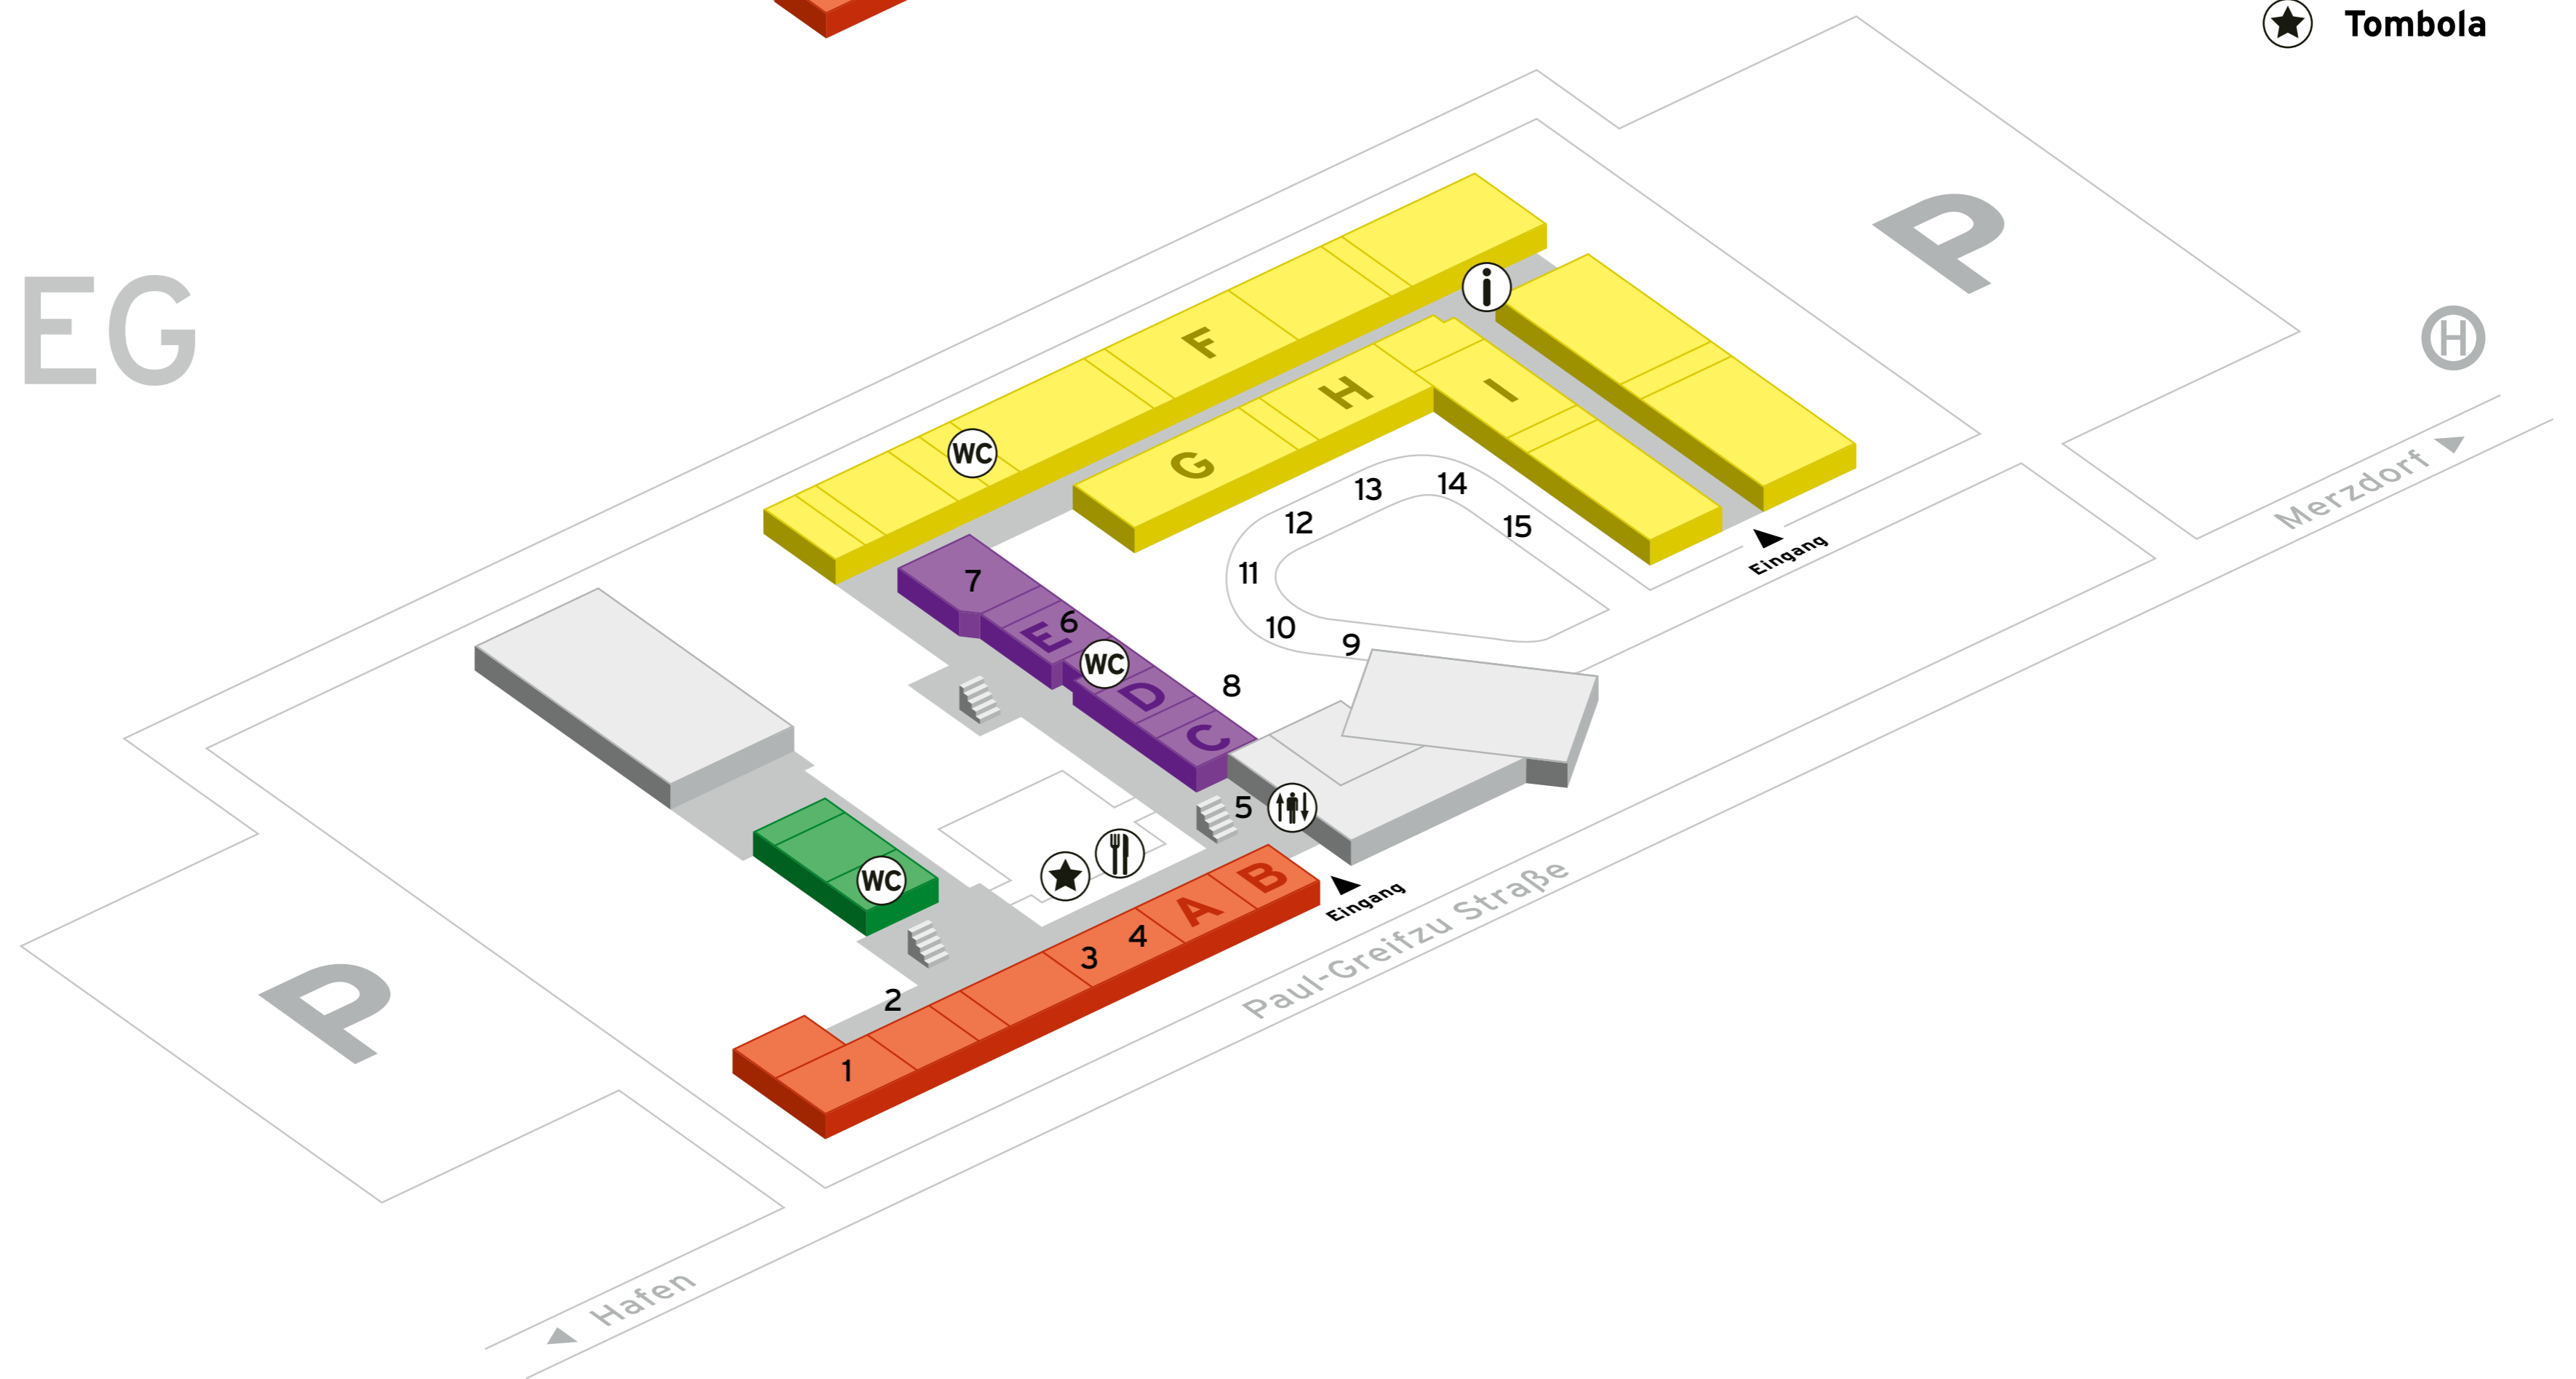 Tombola
EG
P
H
Merzdorf
F
i
H
I
WC
G
13
14
12
15
Eingang
11
7
6
E
10
9
WC
D
8
C
5
B
WC
A
Eingang
4
3
Paul-Greifzu Straße
2
P
1
Hafen